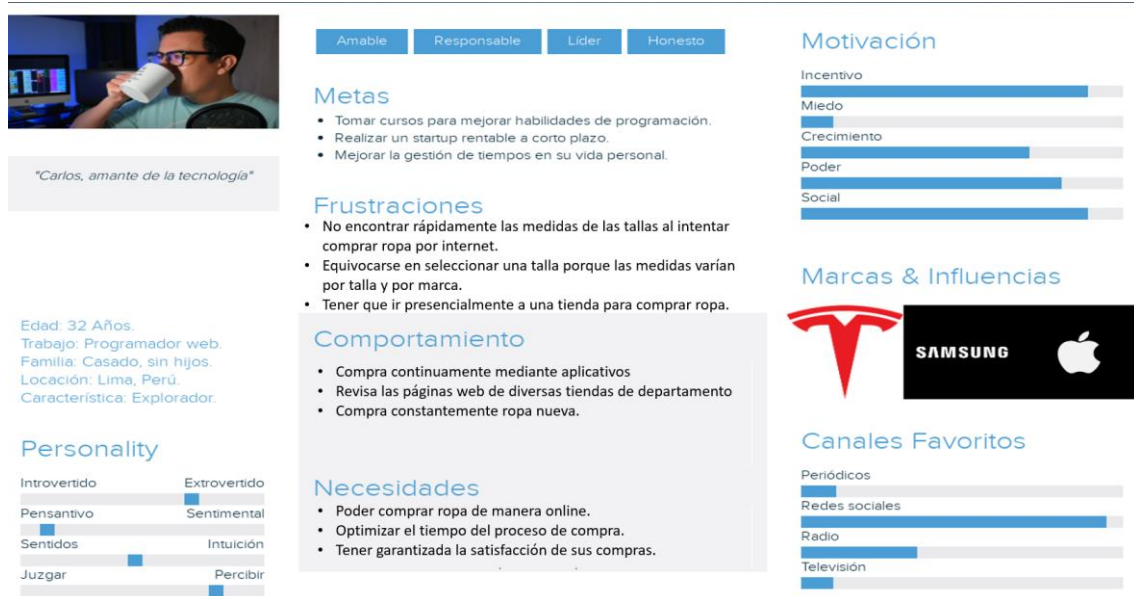 "Carlos, amante de la tecnología"
Edad: 32 Años.
Trabajo: Programador web.
Familia: Casado, sin hijos.
Locación: Lima, Perú.
Característica: Explorador.
Personality
Introvertido Extrovertido
Pensantivo Sentimental
Sentidos Intuición
Juzgar Percibir
Amable Responsable Líder Honesto
Metas
• Tomar cursos para mejorar habilidades de programación.
• Realizar un startup rentable a corto plazo.
• Mejorar la gestión de tiempos en su vida personal.
Frustraciones
• No encontrar rápidamente las medidas de las tallas al intentar
comprar ropa por internet.
• Equivocarse en seleccionar una talla porque las medidas varían
por talla y por marca.
• Tener que ir presencialmente a una tienda para comprar ropa.
Comportamiento
• Compra continuamente mediante aplicativos
• Revisa las páginas web de diversas tiendas de departamento
• Compra constantemente ropa nueva.
Necesidades
• Poder comprar ropa de manera online.
• Optimizar el tiempo del proceso de compra.
• Tener garantizada la satisfacción de sus compras.
Motivación
Incentivo
Miedo
Crecimiento
Poder
Social
Marcas & Influencias
SAMSUNG
Canales Favoritos
Periódicos
Redes sociales
Radio
Televisión